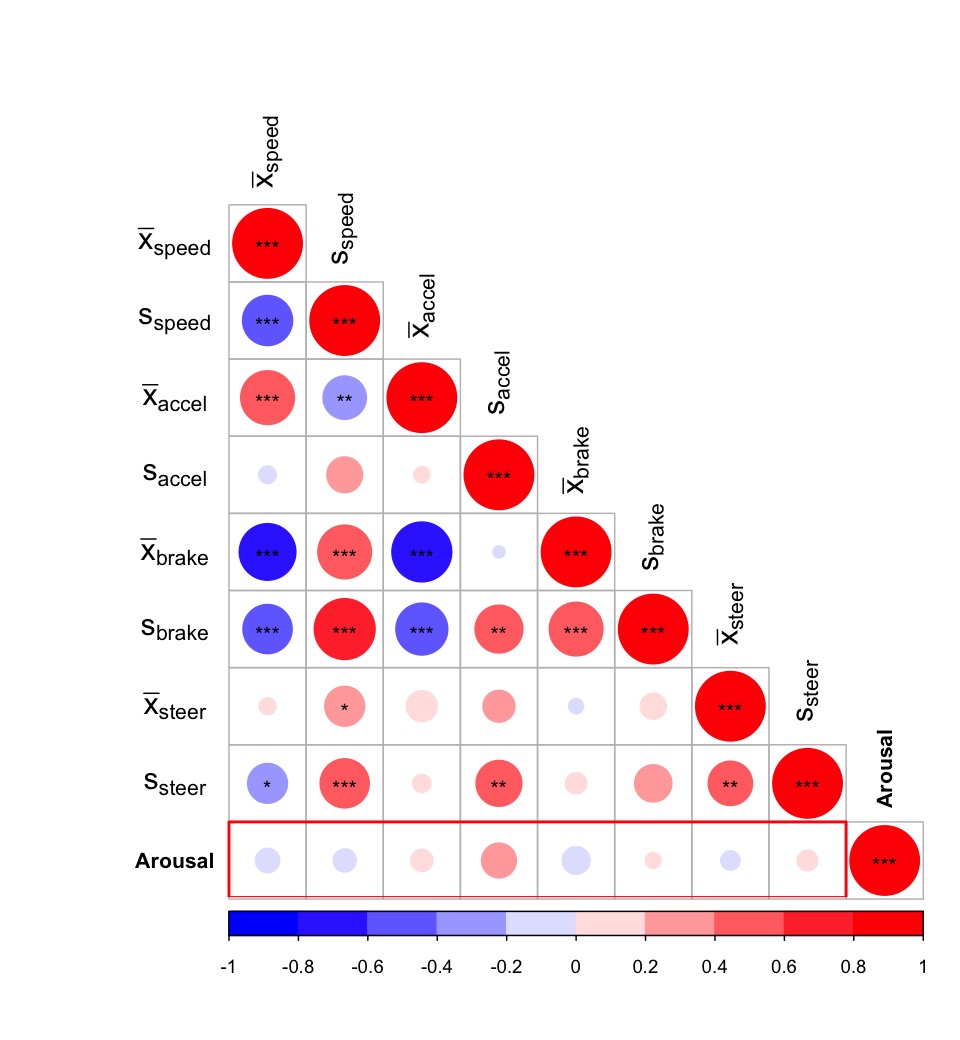 x̄speed
sspeed
x̄accel
saccel
x̄brake
sbrake
x̄steer
ssteer
Arousal
x̄speed ***
sspeed *** ***
x̄accel *** ** ***
saccel ***
x̄brake *** *** *** ***
sbrake *** *** *** ** *** ***
x̄steer * ***
ssteer * *** ** ** ***
Arousal ***
-1 -0.8 -0.6 -0.4 -0.2 0 0.2 0.4 0.6 0.8 1